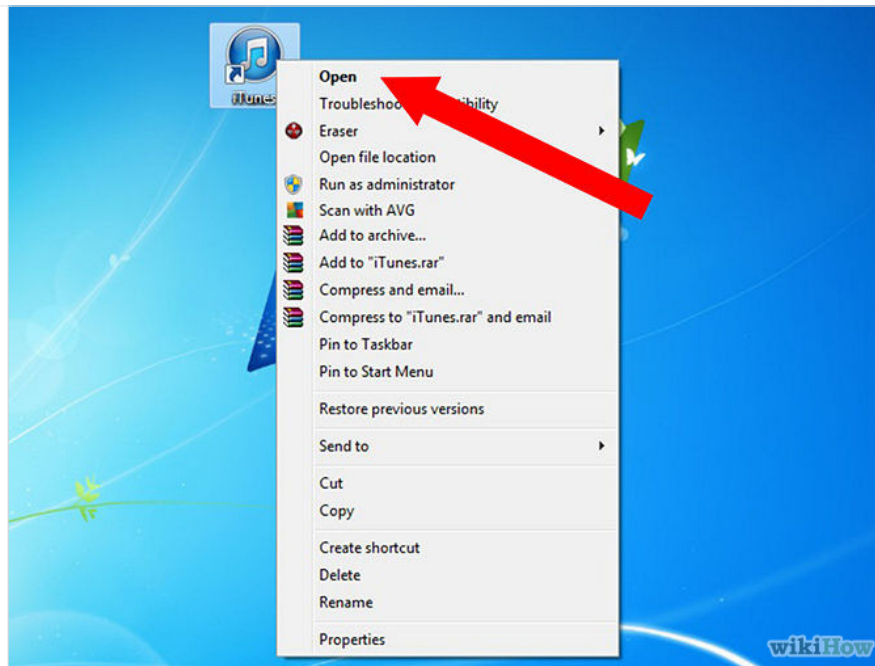 iTunes
Open
Troubleshoot
Eraser
Open file location
Run as administrator
Scan with AVG
Add to archive...
Add to "iTunes.rar"
Compress and email...
Compress to "iTunes.rar" and email
Pin to Taskbar
Pin to Start Menu
Restore previous versions
Send to
Cut
Copy
Create shortcut
Delete
Rename
Properties
wikiHow